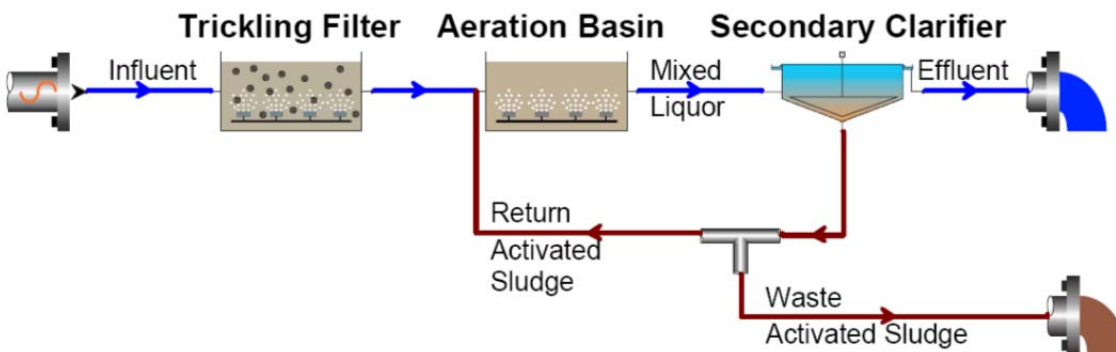 Trickling Filter
Aeration Basin
Secondary Clarifier
Influent
Mixed
Liquor
Effluent
Return
Activated
Sludge
Waste
Activated Sludge